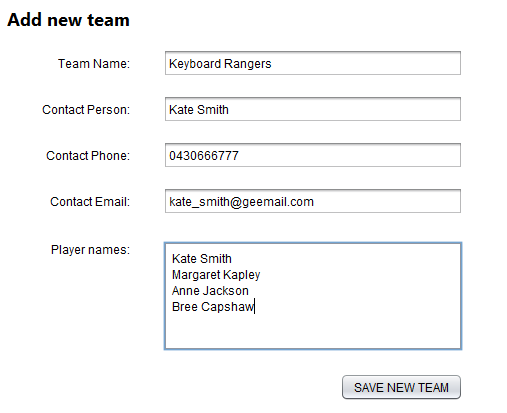 Add new team
Team Name: Keyboard Rangers
Contact Person: Kate Smith
Contact Phone: 0430666777
Contact Email: kate_smith@geemail.com
Player names: Kate Smith
Margaret Kapley
Anne Jackson
Bree Capshaw
SAVE NEW TEAM